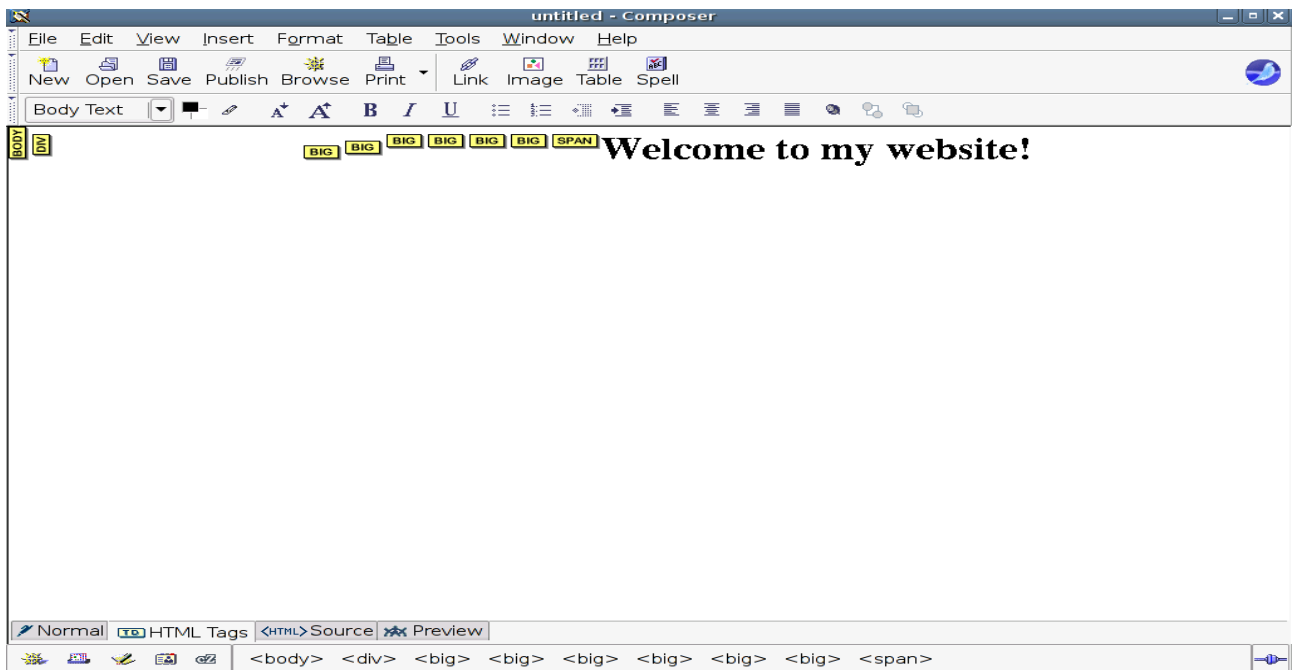 untitled - Composer
File Edit View Insert Format Table Tools Window Help
New Open Save Publish Browse Print Link Image Table Spell
Body Text B I U
BODY DIV BIG BIG BIG BIG BIG BIG SPAN Welcome to my website!
Normal TD HTML Tags <HTML> Source Preview
<body> <div> <big> <big> <big> <big> <big> <big> <span>